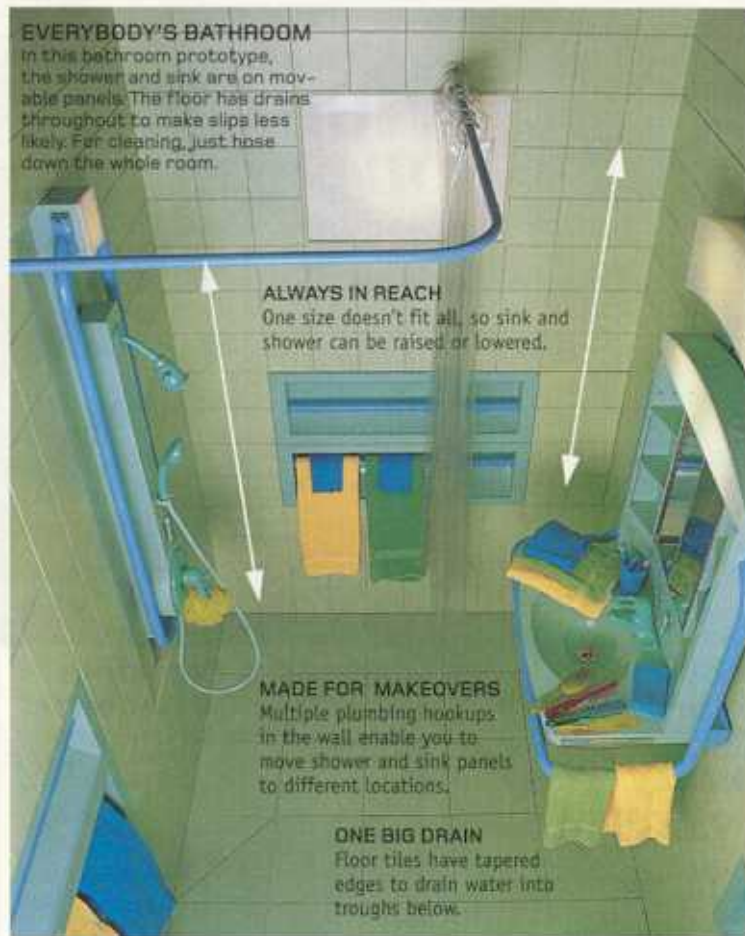 EVERYBODY'S BATHROOM
In this bathroom prototype,
the shower and sink are on mov-
able panels. The floor has drains
throughout to make slips less
likely. For cleaning, just hose
down the whole room.
ALWAYS IN REACH
One size doesn't fit all, so sink and
shower can be raised or lowered.
MADE FOR MAKEOVERS
Multiple plumbing hookups
in the wall enable you to
move shower and sink panels
to different locations.
ONE BIG DRAIN
Floor tiles have tapered
edges to drain water into
troughs below.